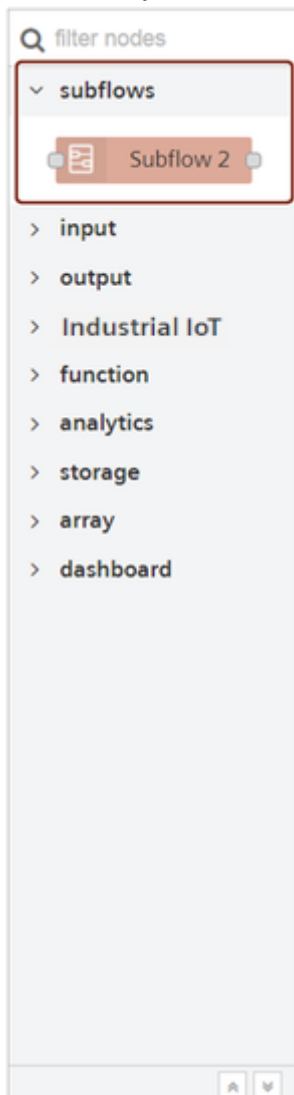 filter nodes
subflows
Subflow 2
input
output
Industrial IoT
function
analytics
storage
array
dashboard